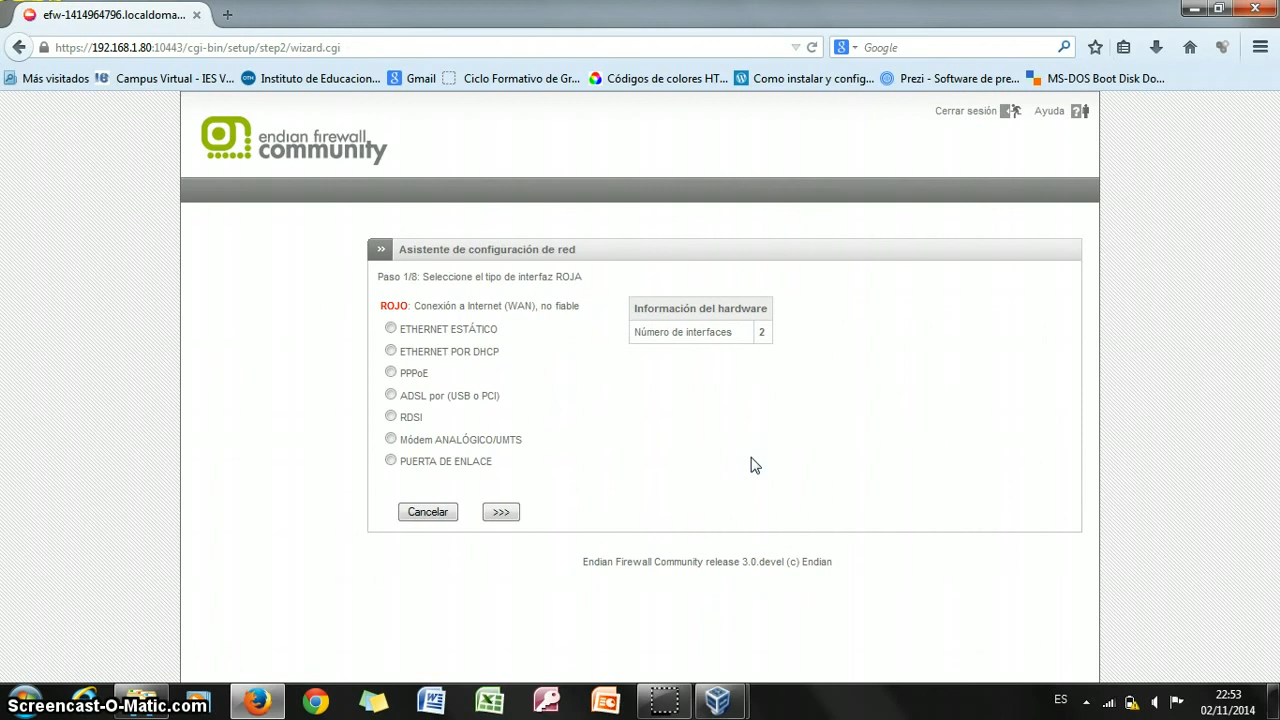 efw-1414964796.localdoma...
https://192.168.1.80:10443/cgi-bin/setup/step2/wizard.cgi
Google
Más visitados
Campus Virtual - IES V...
Instituto de Educacion...
Gmail
Ciclo Formativo de Gr...
Códigos de colores HT...
Como instalar y config...
Prezi - Software de pre...
MS-DOS Boot Disk Do...
Cerrar sesión
Ayuda
endian firewall
community
Asistente de configuración de red
Paso 1/8: Seleccione el tipo de interfaz ROJA
ROJO: Conexión a Internet (WAN), no fiable
ETHERNET ESTÁTICO
ETHERNET POR DHCP
PPPoE
ADSL por (USB o PCI)
RDSI
Módem ANALÓGICO/UMTS
PUERTA DE ENLACE
Información del hardware
Número de interfaces 2
Cancelar >>>
Endian Firewall Community release 3.0.devel (c) Endian
Screencast-O-Matic.com
ES
22:53
02/11/2014